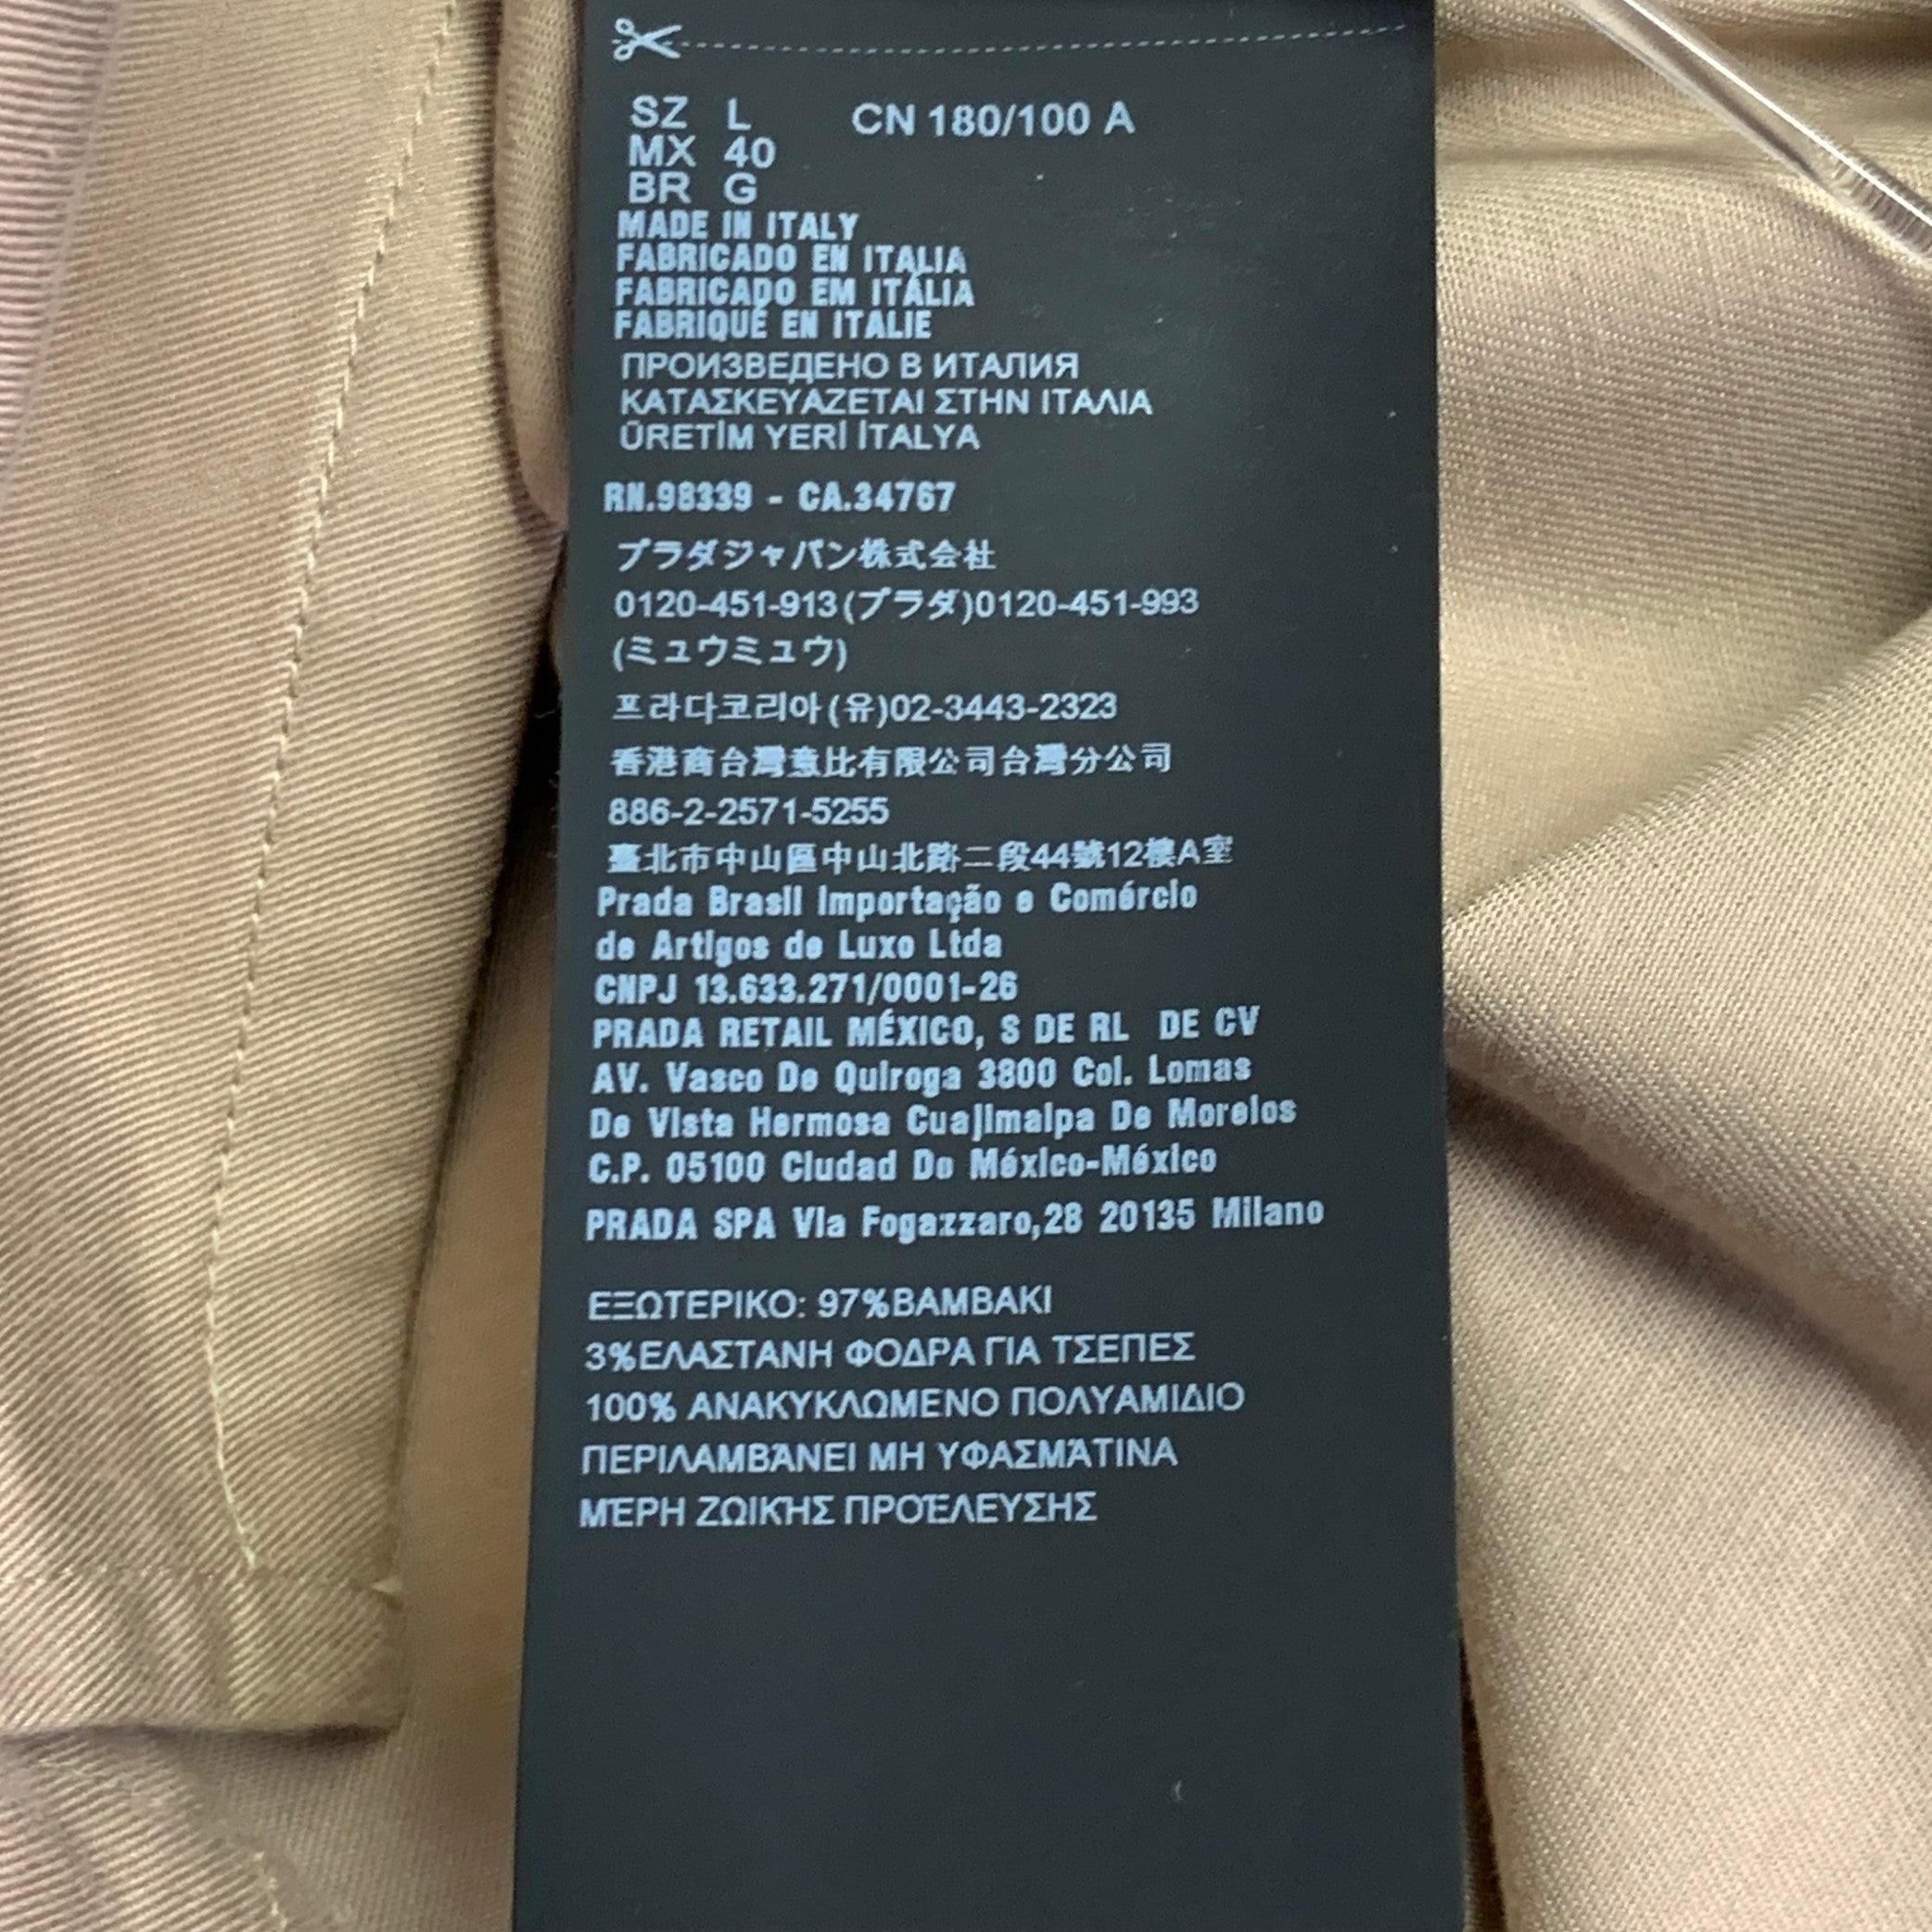 SZ L CN 180/100 A
MX 40
BR G
MADE IN ITALY
FABRICADO EN ITALIA
FABRICADO EM ITÁLIA
FABRIQUÉ EN ITALIE
ПРОИЗВЕДЕНО В ИТАЛИЯ
ΚΑΤΑΣΚΕΥΑΖΕΤΑΙ ΣΤΗΝ ΙΤΑΛΙΑ
ÜRETİM YERİ İTALYA
RN.98339 - CA.34767
プラダジャパン株式会社
0120-451-913(プラダ)0120-451-993
(ミュウミュウ)
프라다코리아(유)02-3443-2323
香港商台灣意比有限公司台灣分公司
886-2-2571-5255
臺北市中山區中山北路二段44號12樓A室
Prada Brasil Importação e Comércio
de Artigos de Luxo Ltda
CNPJ 13.633.271/0001-26
PRADA RETAIL MÉXICO, S DE RL DE CV
AV. Vasco De Quiroga 3800 Col. Lomas
De Vista Hermosa Cuajimalpa De Morelos
C.P. 05100 Ciudad De México-México
PRADA SPA Via Fogazzaro,28 20135 Milano
ΕΞΩΤΕΡΙΚΟ: 97%ΒΑΜΒΑΚΙ
3%ΕΛΑΣΤΑΝΗ ΦΟΔΡΑ ΓΙΑ ΤΣΕΠΕΣ
100% ΑΝΑΚΥΚΛΩΜΕΝΟ ΠΟΛΥΑΜΙΔΙΟ
ΠΕΡΙΛΑΜΒΆΝΕΙ ΜΗ ΥΦΑΣΜΆΤΙΝΑ
ΜΈΡΗ ΖΩΙΚΉΣ ΠΡΟΈΛΕΥΣΗΣ